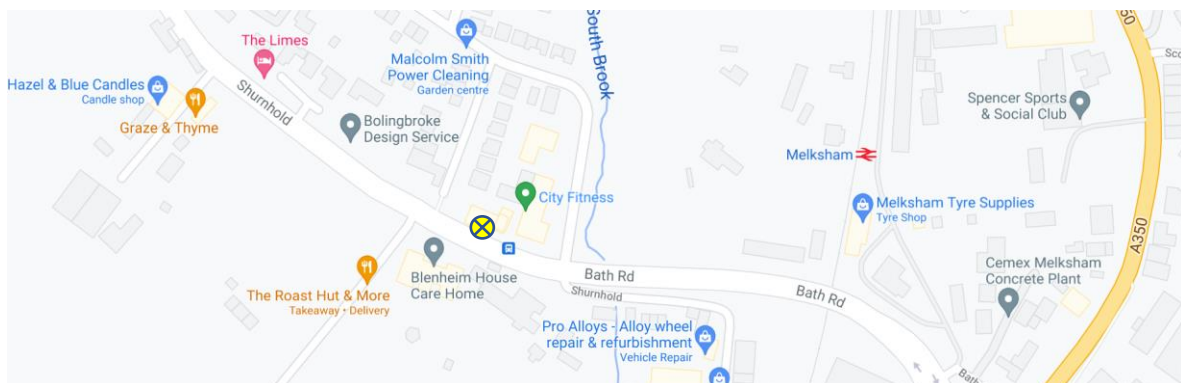 The Limes
Hazel & Blue Candles
Candle shop
Graze & Thyme
Shurnhold
Malcolm Smith
Power Cleaning
Garden centre
Bolingbroke
Design Service
South Brook
City Fitness
Blenheim House
Care Home
The Roast Hut & More
Takeaway • Delivery
Bath Rd
Shurnhold
Bath Rd
Pro Alloys - Alloy wheel
repair & refurbishment
Vehicle Repair
Melksham
Spencer Sports
& Social Club
Melksham Tyre Supplies
Tyre Shop
Cemex Melksham
Concrete Plant
A350
Bath